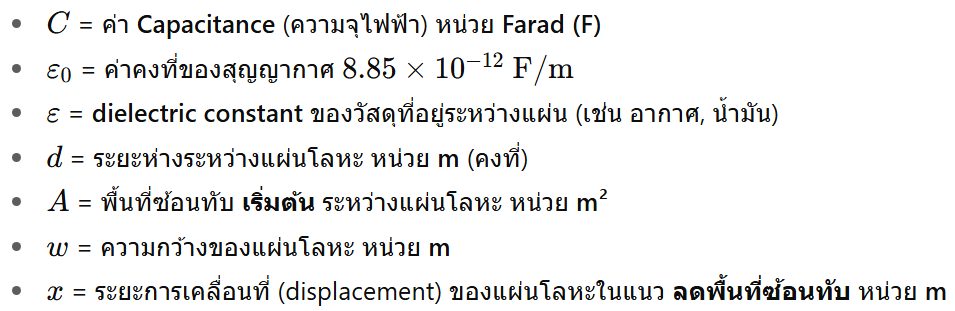 • C = ค่า Capacitance (ความจุไฟฟ้า) หน่วย Farad (F)
• ε₀ = ค่าคงที่ของสุญญากาศ 8.85 × 10⁻¹² F/m
• ε = dielectric constant ของวัสดุที่อยู่ระหว่างแผ่น (เช่น อากาศ, น้ำมัน)
• d = ระยะห่างระหว่างแผ่นโลหะ หน่วย m (คงที่)
• A = พื้นที่ซ้อนทับ เริ่มต้น ระหว่างแผ่นโลหะ หน่วย m²
• w = ความกว้างของแผ่นโลหะ หน่วย m
• x = ระยะการเคลื่อนที่ (displacement) ของแผ่นโลหะในแนว ลดพื้นที่ซ้อนทับ หน่วย m